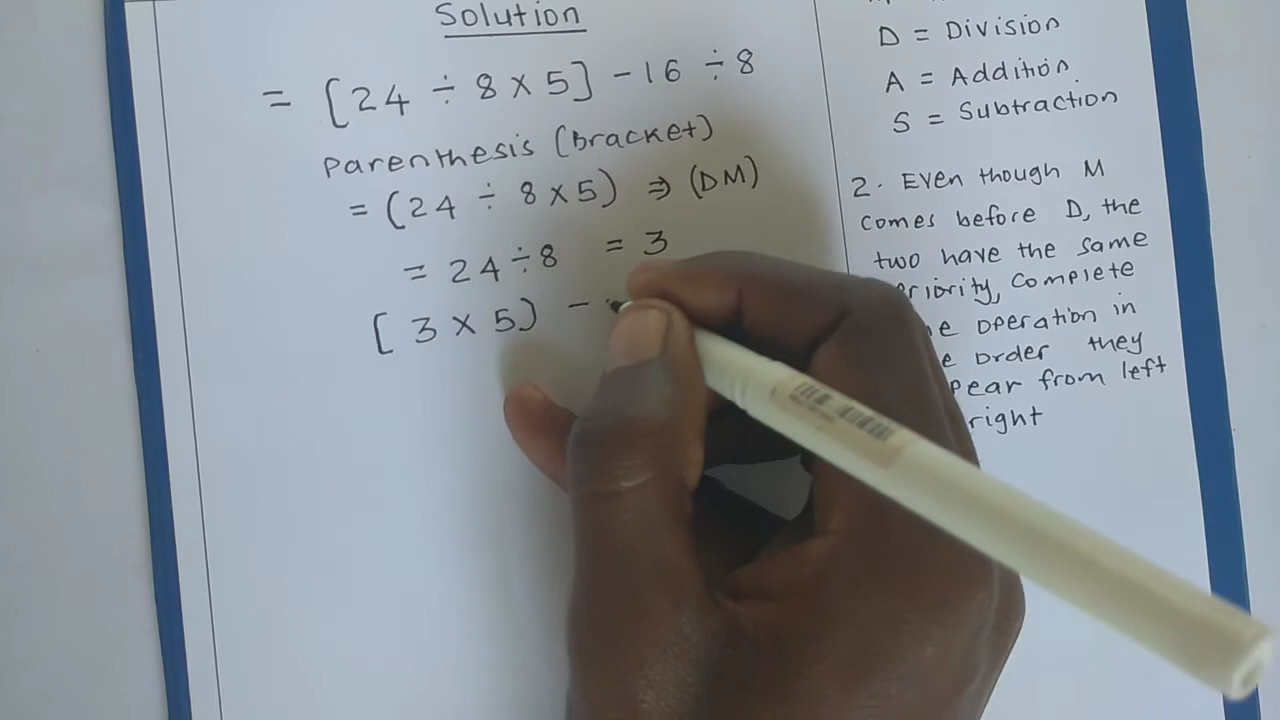 Solution
= [24 ÷ 8 × 5] - 16 ÷ 8
Parenthesis (Bracket)
= (24 ÷ 8 × 5) ⇒ (DM)
= 24 ÷ 8 = 3
[3 × 5) -
D = Division
A = Addition
S = Subtraction
2. Even though M
comes before D, the
two have the same
riority, complete
e operation in
e order they
pear from left
right